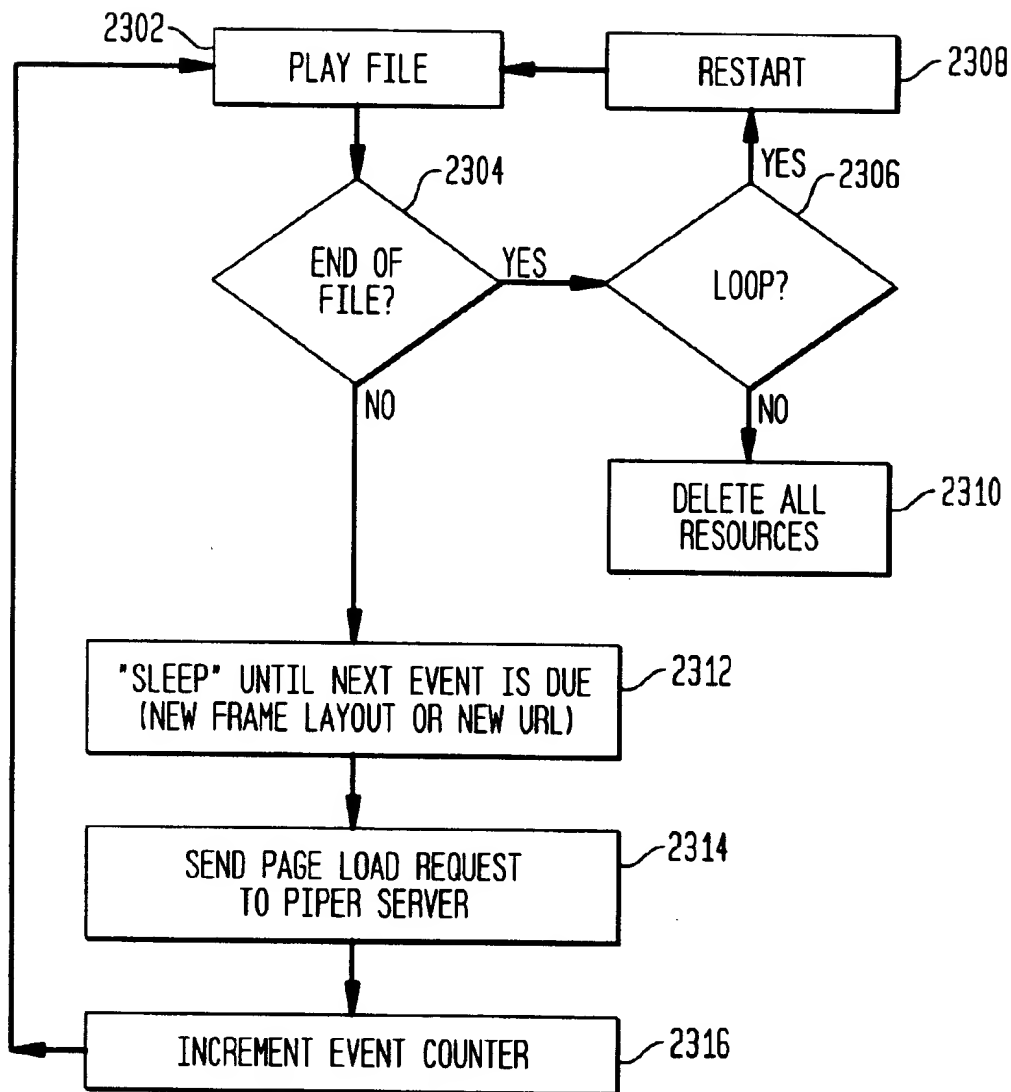 2302
PLAY FILE
RESTART
2308
2304
YES
2306
END OF
FILE?
YES
LOOP?
NO
NO
DELETE ALL
RESOURCES
2310
"SLEEP" UNTIL NEXT EVENT IS DUE
(NEW FRAME LAYOUT OR NEW URL)
2312
SEND PAGE LOAD REQUEST
TO PIPER SERVER
2314
INCREMENT EVENT COUNTER
2316